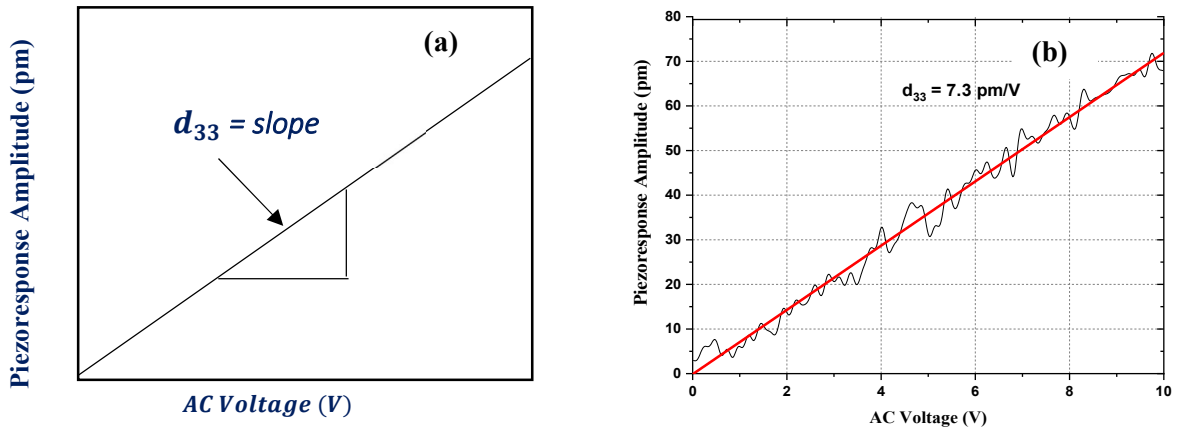 (a)
Piezoresponse Amplitude (pm)
d₃₃ = slope
AC Voltage (V)
(b)
d₃₃ = 7.3 pm/V
Piezoresponse Amplitude (pm)
80
70
60
50
40
30
20
10
0
0 2 4 6 8 10
AC Voltage (V)